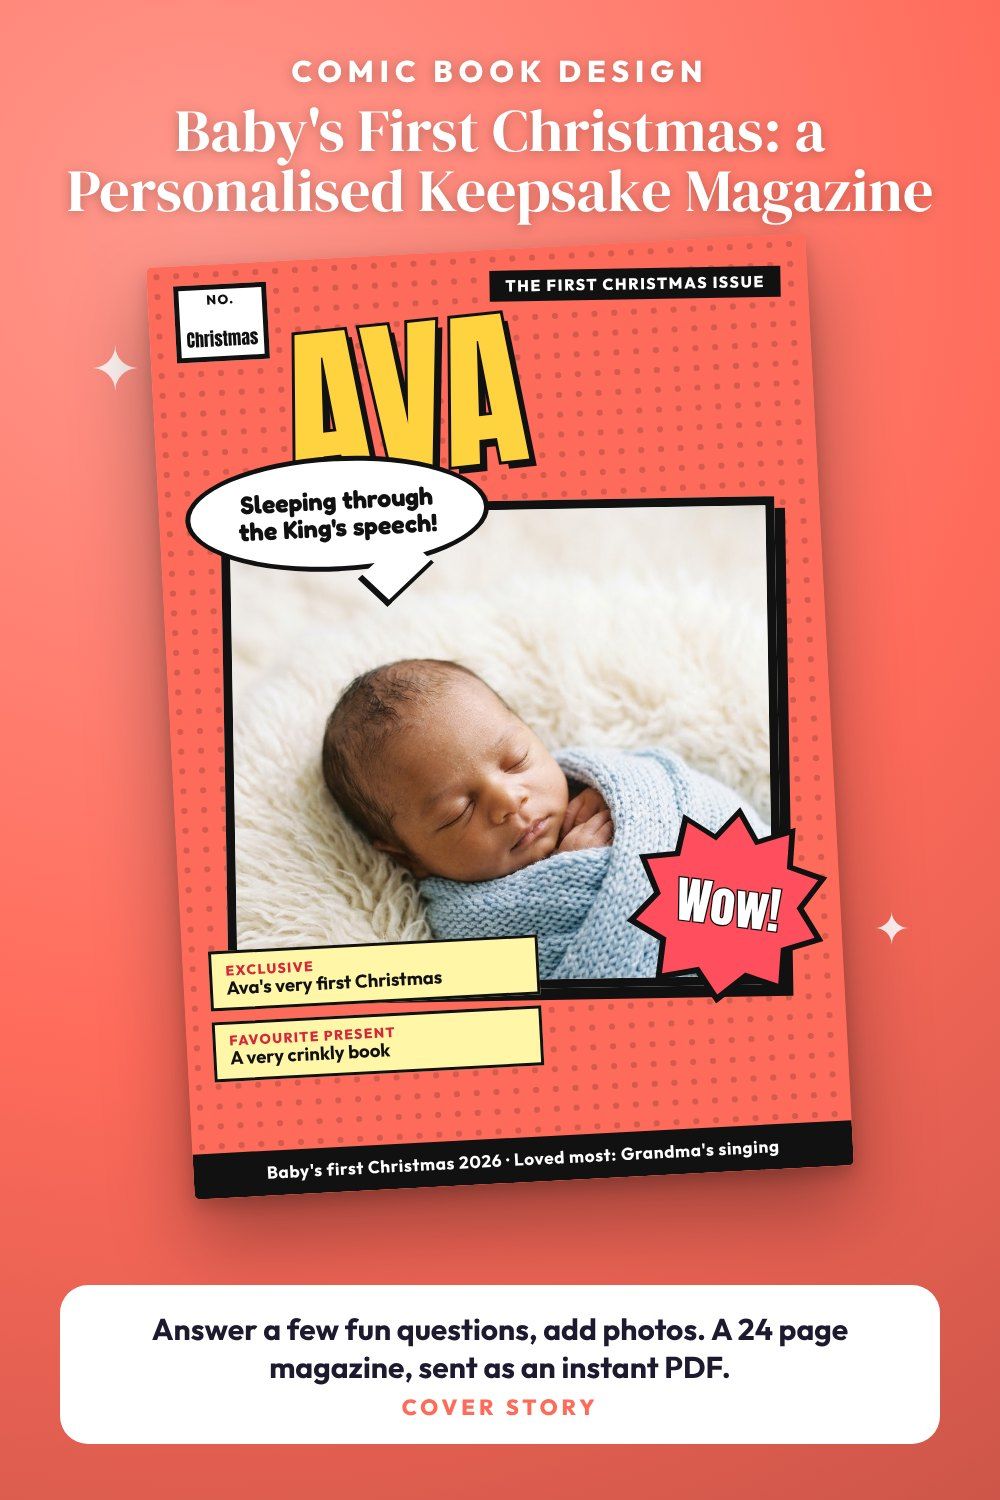 COMIC BOOK DESIGN
Baby's First Christmas: a
Personalised Keepsake Magazine
NO.
Christmas
THE FIRST CHRISTMAS ISSUE
AVA
Sleeping through
the King's speech!
Wow!
EXCLUSIVE
Ava's very first Christmas
FAVOURITE PRESENT
A very crinkly book
Baby's first Christmas 2026 · Loved most: Grandma's singing
Answer a few fun questions, add photos. A 24 page
magazine, sent as an instant PDF.
COVER STORY